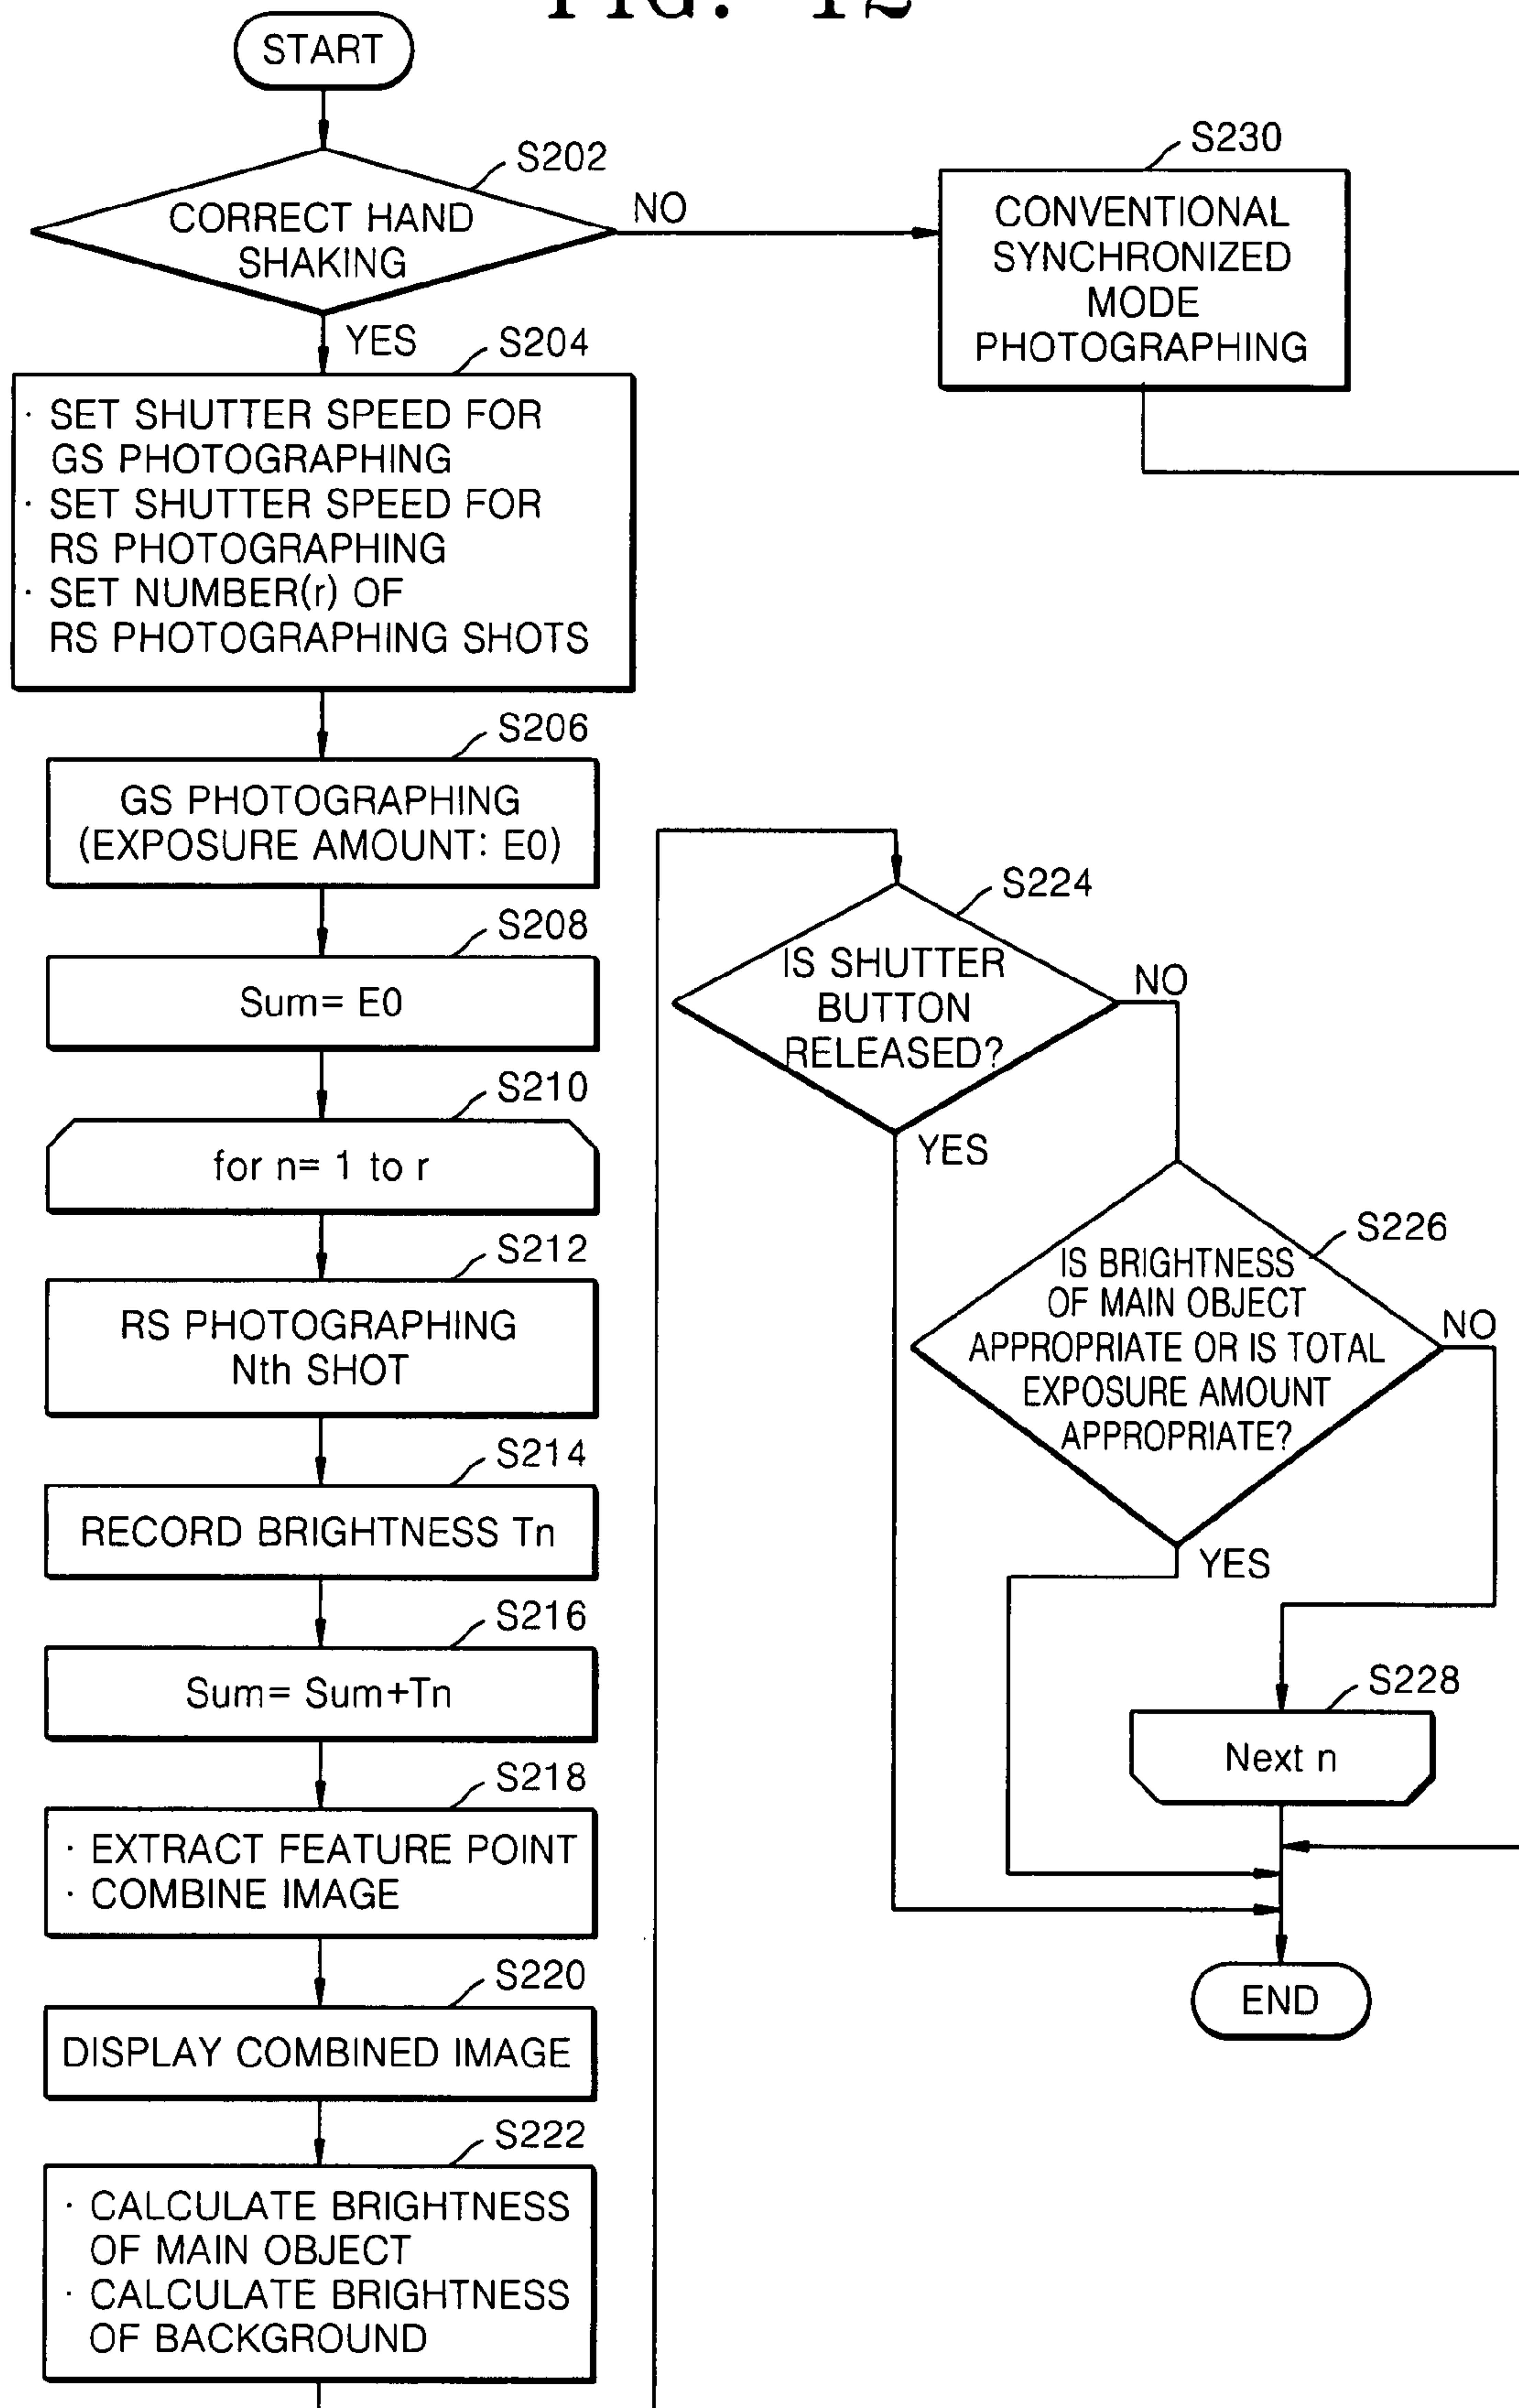 FIG. 12
START
S202
CORRECT HAND
SHAKING
NO
YES
S230
CONVENTIONAL
SYNCHRONIZED
MODE
PHOTOGRAPHING
S204
· SET SHUTTER SPEED FOR
GS PHOTOGRAPHING
· SET SHUTTER SPEED FOR
RS PHOTOGRAPHING
· SET NUMBER(r) OF
RS PHOTOGRAPHING SHOTS
S206
GS PHOTOGRAPHING
(EXPOSURE AMOUNT: E0)
S208
Sum= E0
S210
for n= 1 to r
S212
RS PHOTOGRAPHING
Nth SHOT
S214
RECORD BRIGHTNESS Tn
S216
Sum= Sum+Tn
S218
· EXTRACT FEATURE POINT
· COMBINE IMAGE
S220
DISPLAY COMBINED IMAGE
S222
· CALCULATE BRIGHTNESS
OF MAIN OBJECT
· CALCULATE BRIGHTNESS
OF BACKGROUND
S224
IS SHUTTER
BUTTON
RELEASED?
NO
YES
S226
IS BRIGHTNESS
OF MAIN OBJECT
APPROPRIATE OR IS TOTAL
EXPOSURE AMOUNT
APPROPRIATE?
NO
YES
S228
Next n
END